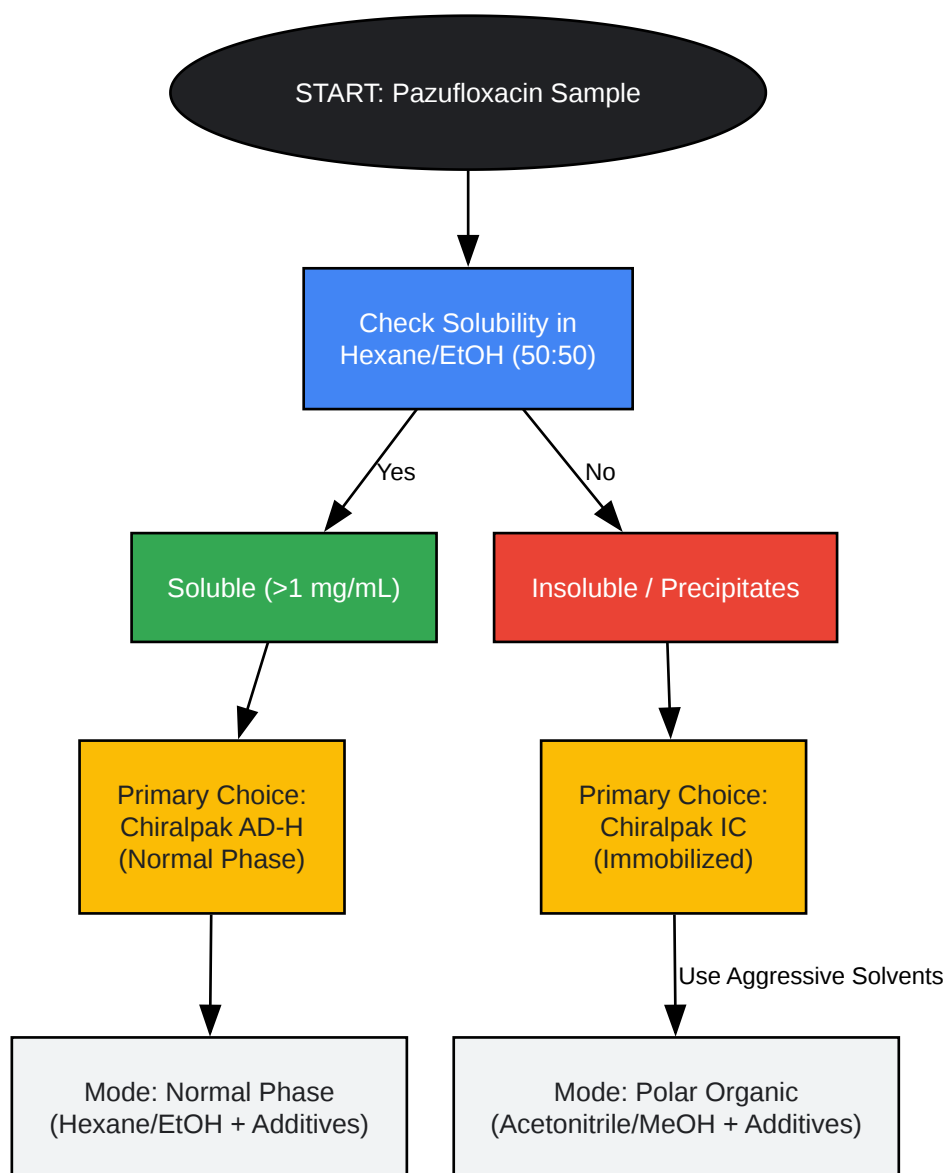 START: Pazufloxacin Sample
Check Solubility in
Hexane/EtOH (50:50)
Yes
No
Soluble (>1 mg/mL)
Insoluble / Precipitates
Primary Choice:
Chiralpak AD-H
(Normal Phase)
Primary Choice:
Chiralpak IC
(Immobilized)
Use Aggressive Solvents
Mode: Normal Phase
(Hexane/EtOH + Additives)
Mode: Polar Organic
(Acetonitrile/MeOH + Additives)